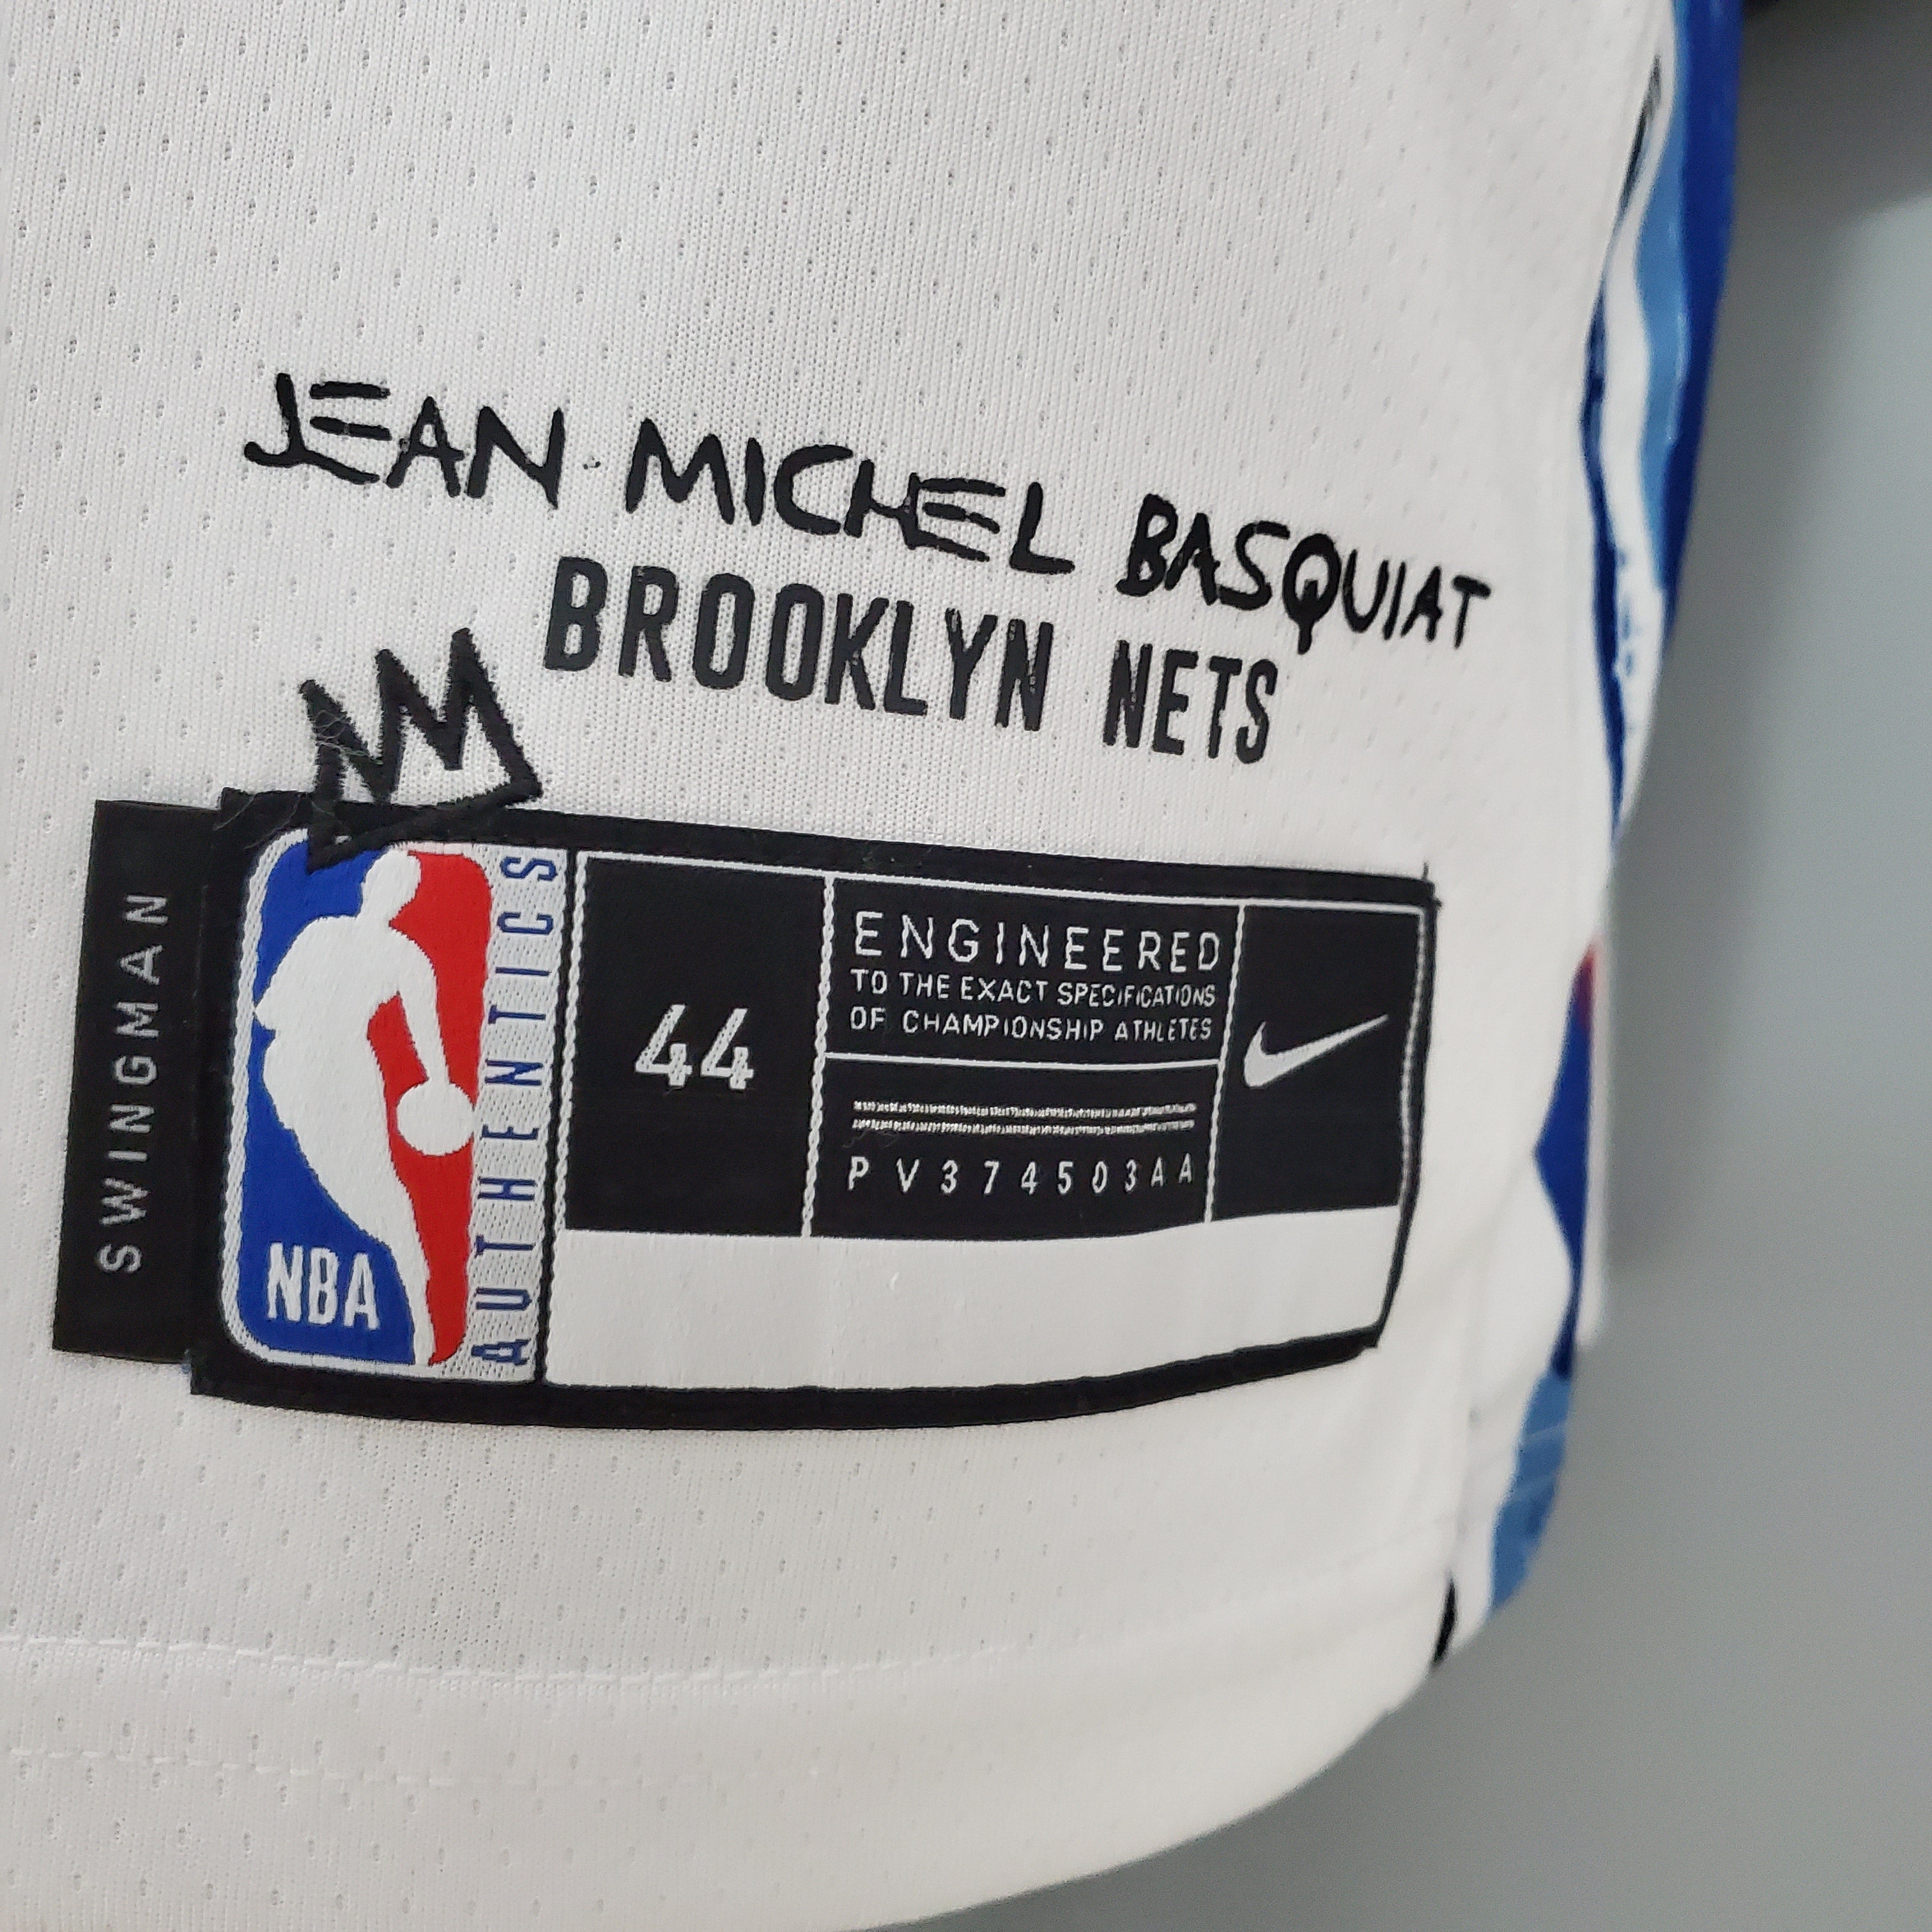 JEAN MICHEL BASQUIAT
BROOKLYN NETS
SWINGMAN
NBA
AUTHENTICS
44
ENGINEERED
TO THE EXACT SPECIFICATIONS
OF CHAMPIONSHIP ATHLETES
PV374503AA